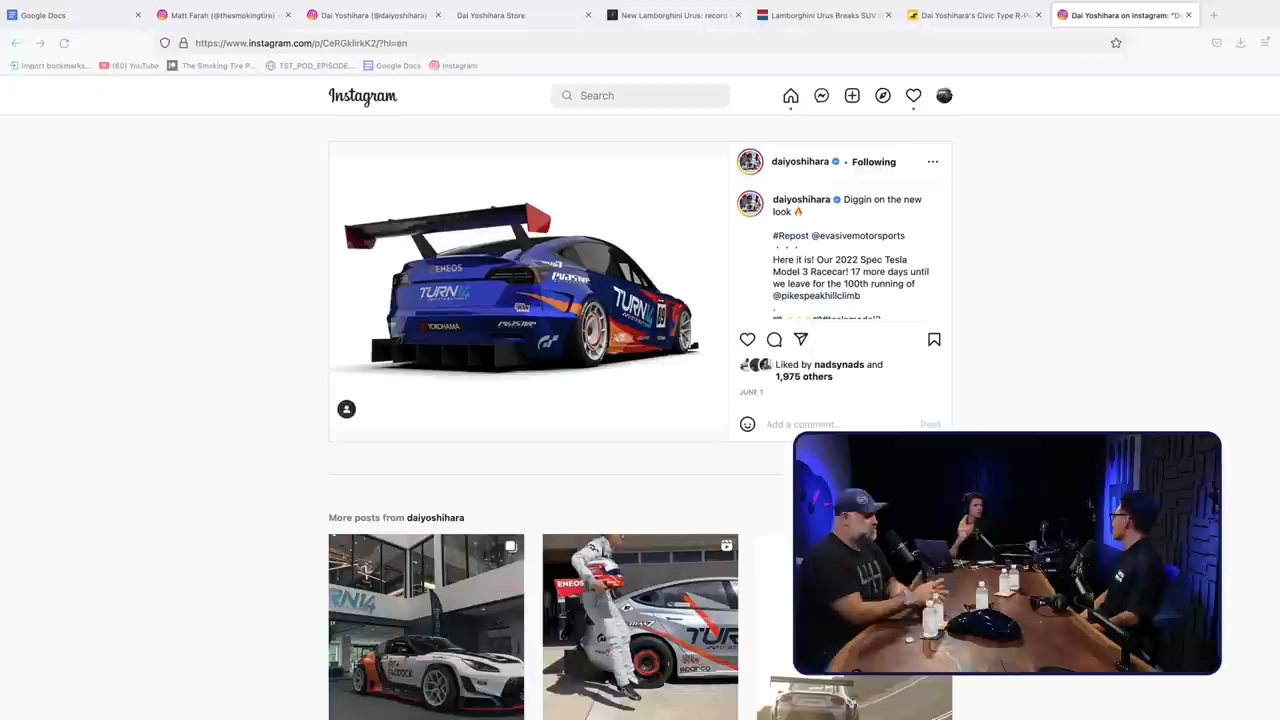 Google Docs
Matt Farah (@thesmokingtire)
Dai Yoshihara (@daiyoshihara)
Dai Yoshihara Store
New Lamborghini Urus: record
Lamborghini Urus Breaks SUV
Dai Yoshihara's Civic Type R-P
Dai Yoshihara on Instagram: "D
https://www.instagram.com/p/CeRGklirkK2/?hl=en
Import bookmarks...
(60) YouTube
The Smoking Tire P...
TST_POD_EPISODE...
Google Docs
Instagram
Instagram
Search
daiyoshihara • Following
daiyoshihara Diggin on the new
look 🔥
#Repost @evasivemotorsports
. . .
Here it is! Our 2022 Spec Tesla
Model 3 Racecar! 17 more days until
we leave for the 100th running of
@pikespeakhillclimb
.
Liked by nadsynads and
1,975 others
JUNE 1
Add a comment...
Post
ENEOS
TURN14
YOKOHAMA
EVASIVE
GT
TURN14
More posts from daiyoshihara
RN14
ENEOS
TUR
sparco